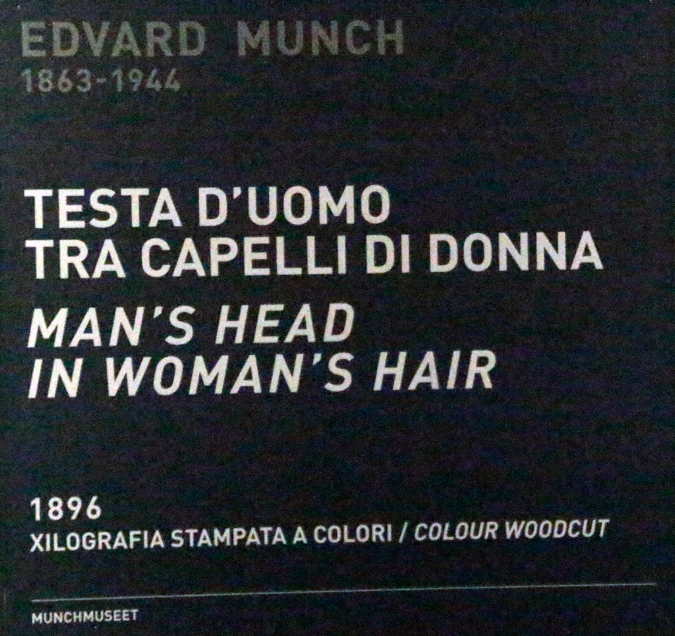 EDVARD MUNCH
1863-1944
TESTA D'UOMO
TRA CAPELLI DI DONNA
MAN'S HEAD
IN WOMAN'S HAIR
1896
XILOGRAFIA STAMPATA A COLORI / COLOUR WOODCUT
MUNCHMUSEET